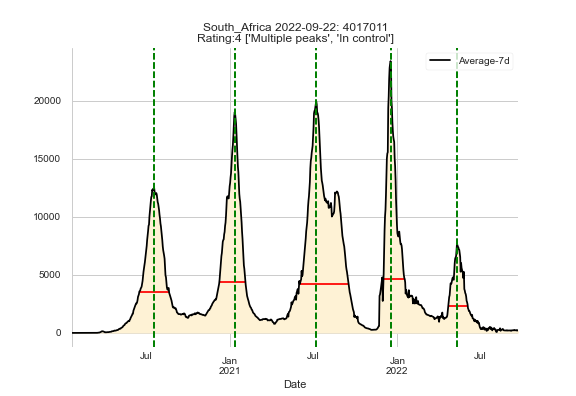 South_Africa 2022-09-22: 4017011
Rating:4 ['Multiple peaks', 'In control']
Average-7d
20000
15000
10000
5000
0
Jul
Jan
2021
Jul
Jan
2022
Jul
Date